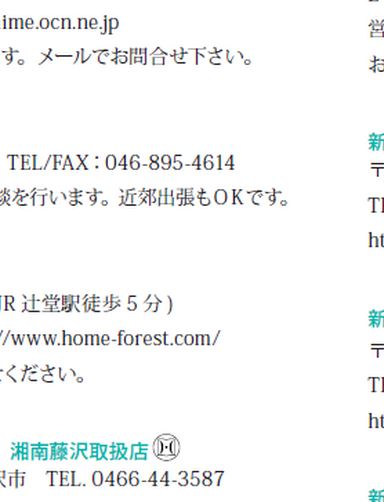 ime.ocn.ne.jp
す。メールでお問合せ下さい。
TEL/FAX：046-895-4614
談を行います。近郊出張もOKです。
JR 辻堂駅徒歩 5 分 )
//www.home-forest.com/
ください。
湘南藤沢取扱店
沢市　TEL. 0466-44-3587
営
お
新
〒
TE
ht
新
〒
TE
ht
新